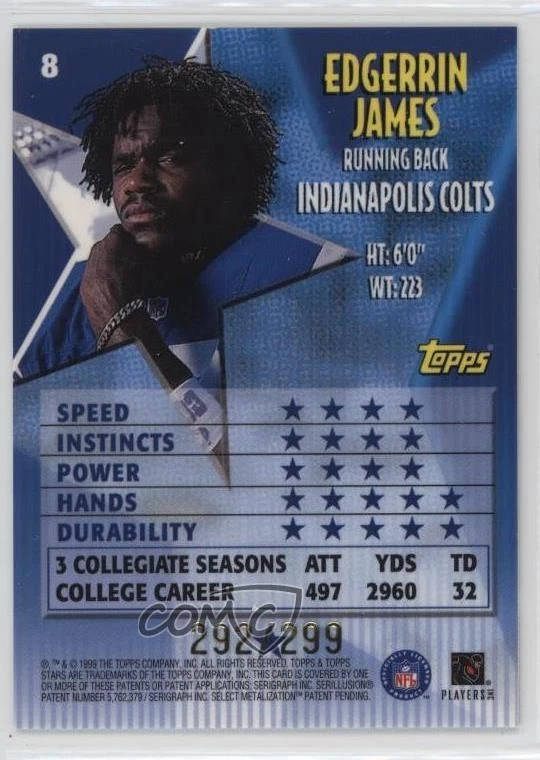 8
EDGERRIN
JAMES
RUNNING BACK
INDIANAPOLIS COLTS
HT: 6'0"
WT: 223
TOPPS
SPEED ★ ★ ★ ★
INSTINCTS ★ ★ ★ ★
POWER ★ ★ ★ ★
HANDS ★ ★ ★ ★ ★
DURABILITY ★ ★ ★ ★ ★
3 COLLEGIATE SEASONS ATT YDS TD
COLLEGE CAREER 497 2960 32
COMC
292/299
®, ™ & © 1999 THE TOPPS COMPANY, INC. ALL RIGHTS RESERVED. TOPPS & TOPPS
STARS ARE TRADEMARKS OF THE TOPPS COMPANY, INC. THIS CARD IS COVERED BY ONE
OR MORE OF THESE PATENTS OR PATENT APPLICATIONS: SERIGRAPH INC. SERILLUSION®
PATENT NUMBER 5,762,379 / SERIGRAPH INC. SELECT METALIZATION™ PATENT PENDING.
NFL
PLAYERS INC